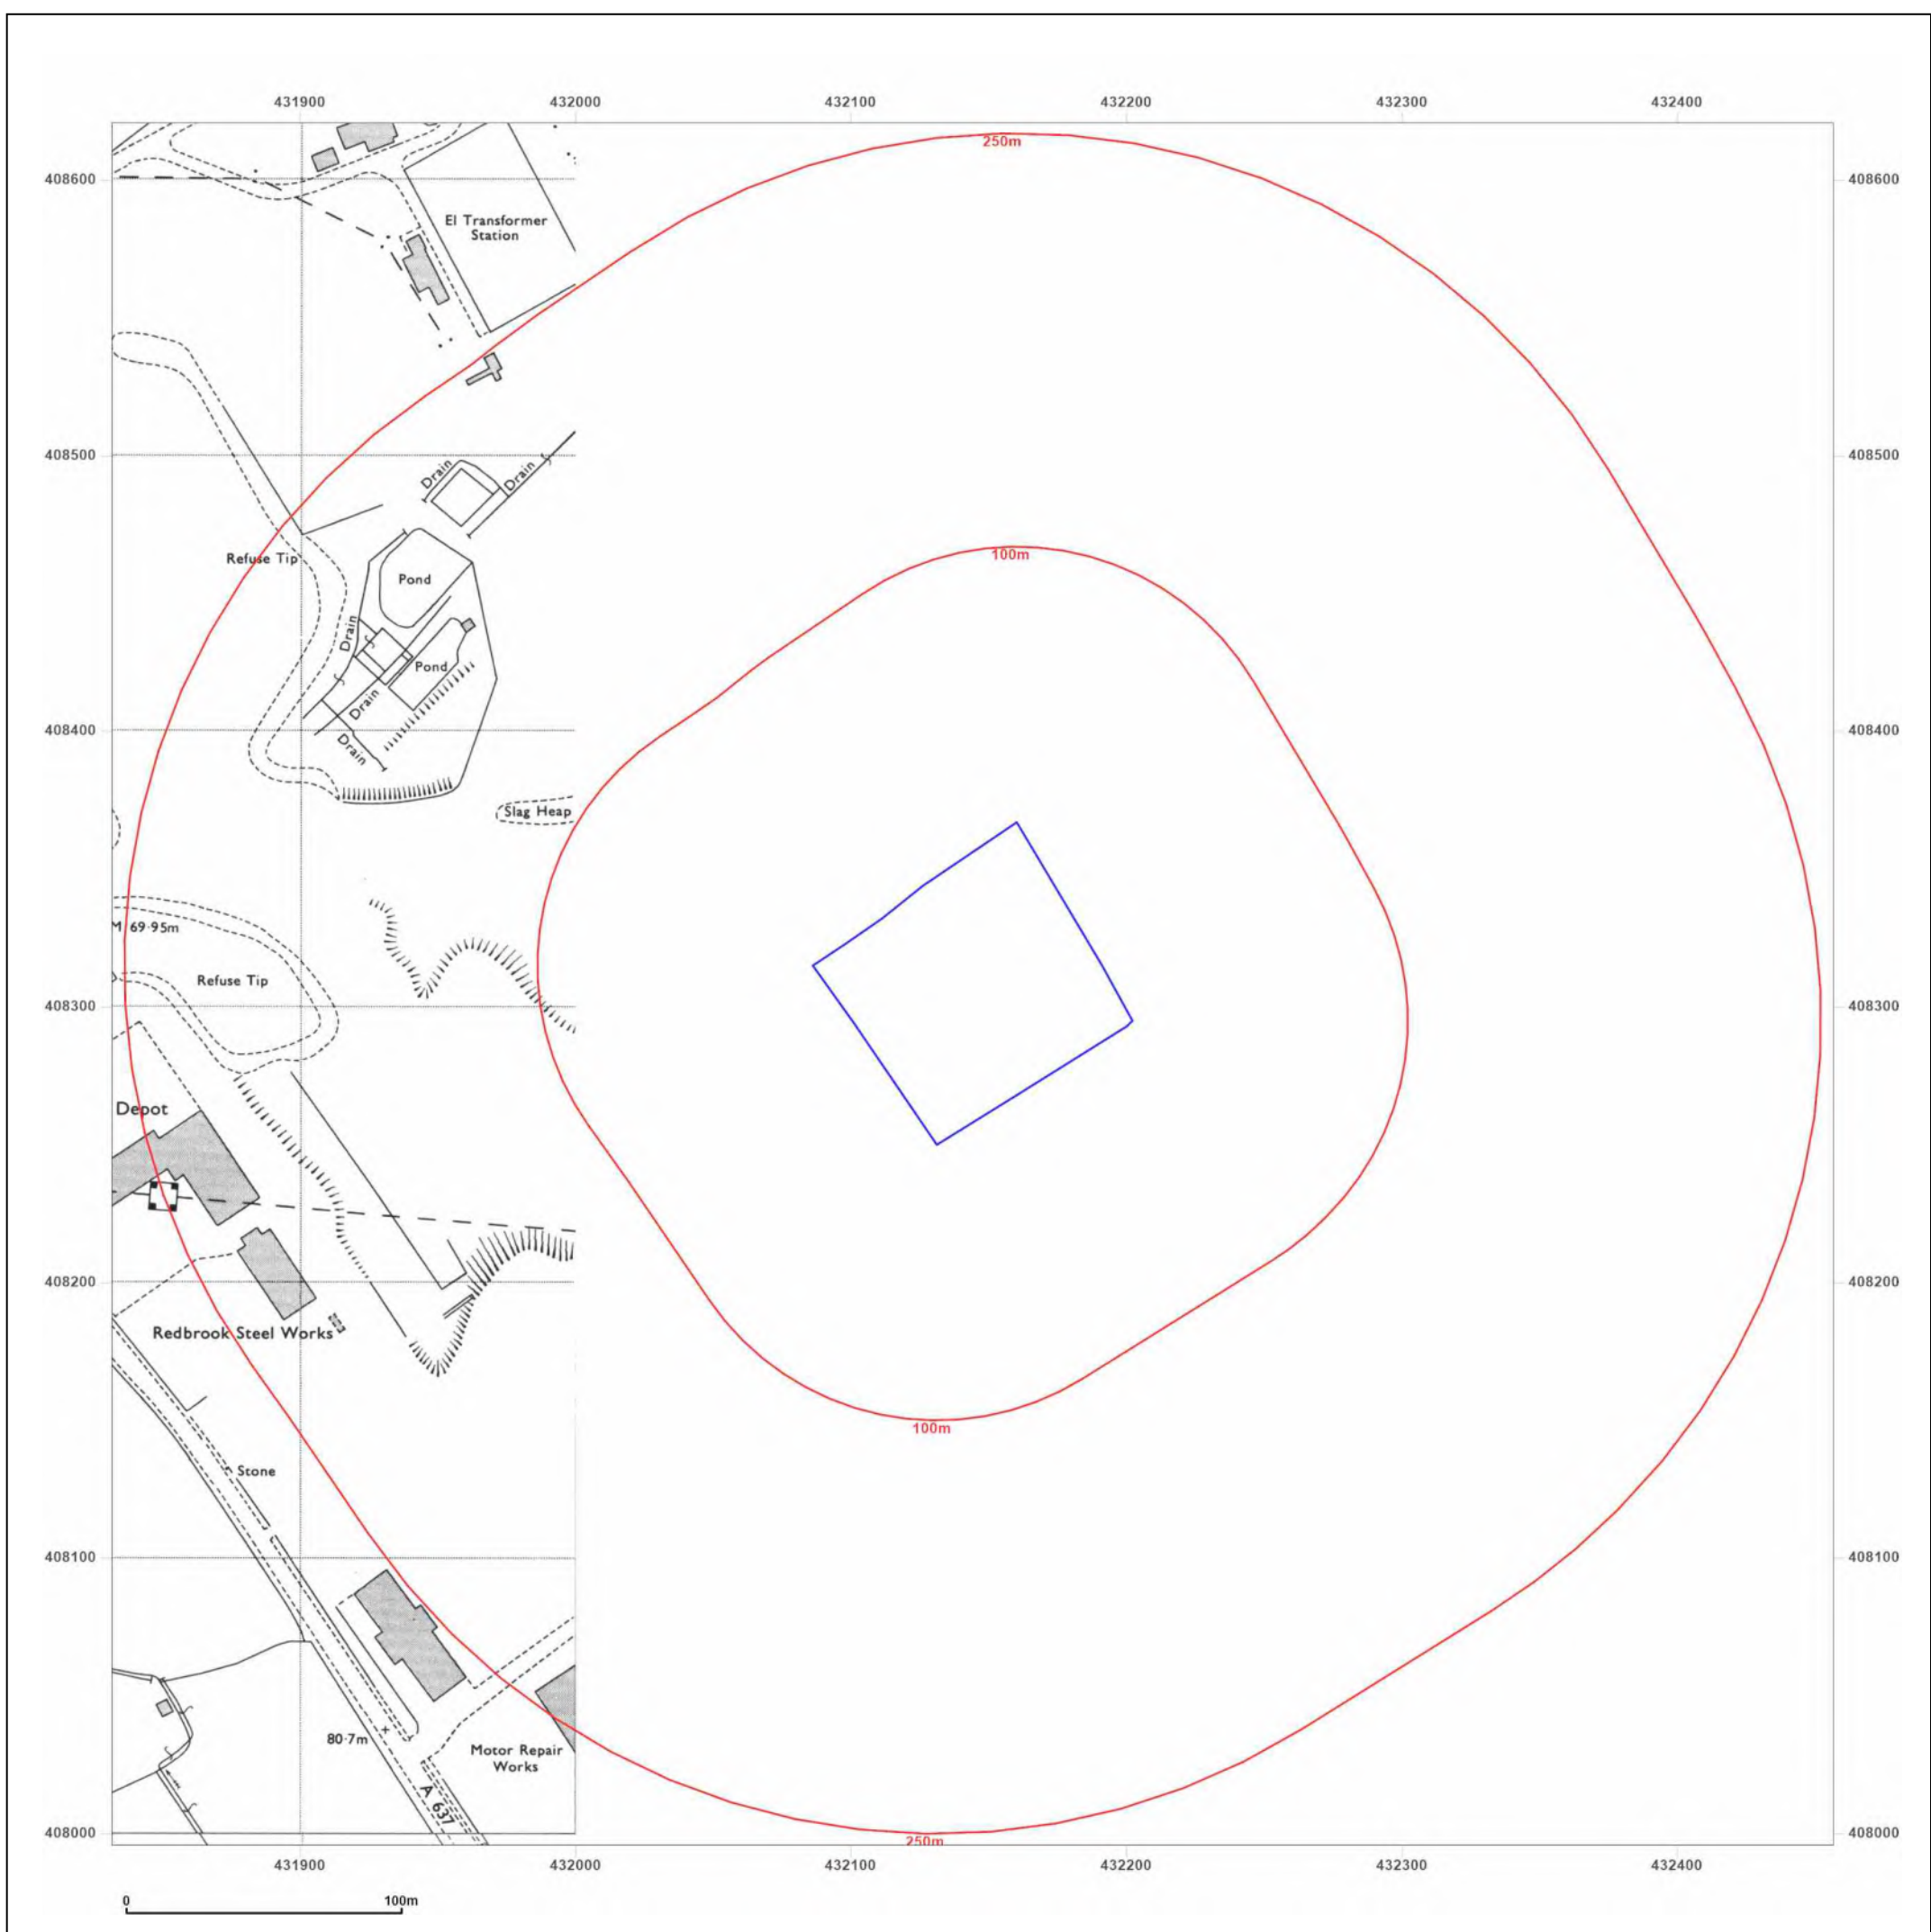 431900 432000 432100 432200 432300 432400
250m
408600 408600
El Transformer
Station
408500 408500
Drain
Drain
100m
Refuse Tip
Pond
Drain
Pond
Drain
408400 408400
Drain
Slag Heap
M 69·95m
Refuse Tip
408300 408300
Depot
408200 408200
Redbrook Steel Works
100m
Stone
408100 408100
80·7m
Motor Repair
Works
A 637
408000 408000
250m
431900 432000 432100 432200 432300 432400
0 100m